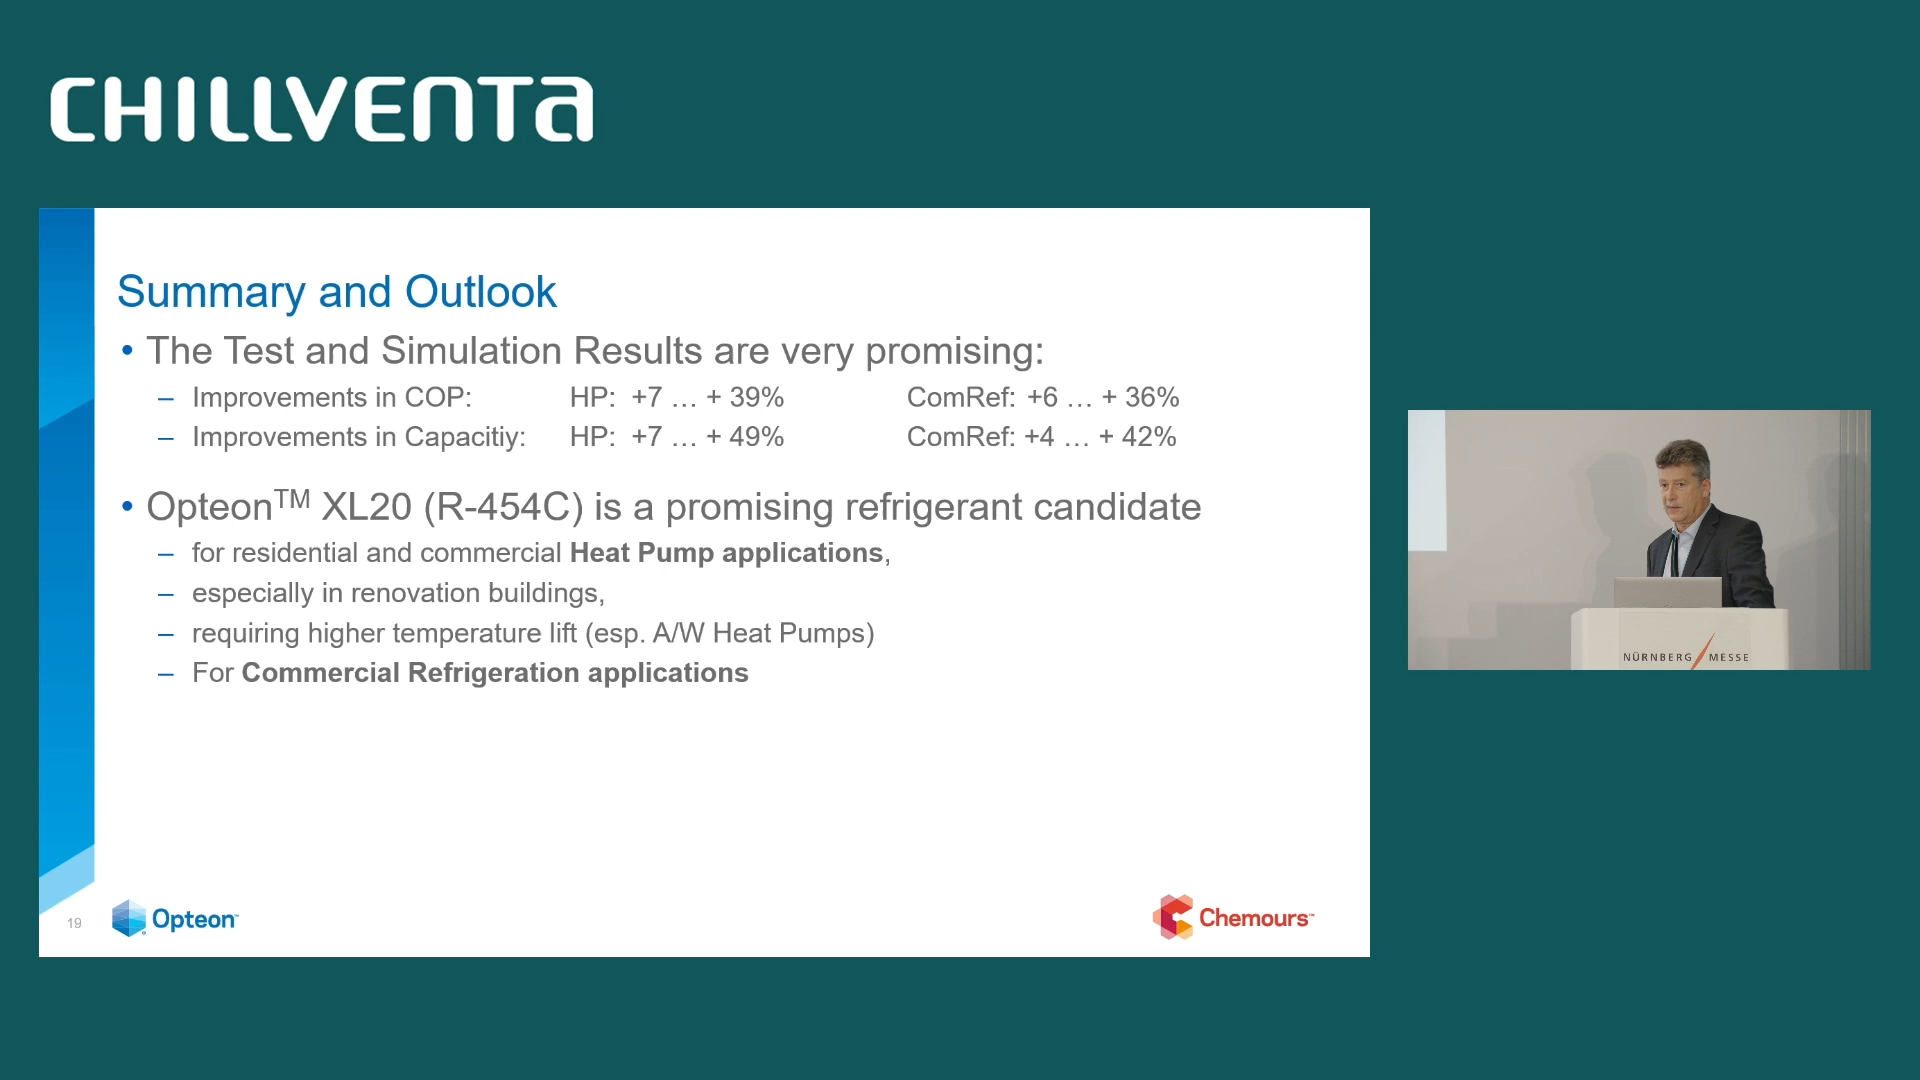 CHILLVENTA
Summary and Outlook
• The Test and Simulation Results are very promising:
– Improvements in COP: HP: +7 … + 39% ComRef: +6 … + 36%
– Improvements in Capacitiy: HP: +7 … + 49% ComRef: +4 … + 42%
• Opteon™ XL20 (R-454C) is a promising refrigerant candidate
– for residential and commercial Heat Pump applications,
– especially in renovation buildings,
– requiring higher temperature lift (esp. A/W Heat Pumps)
– For Commercial Refrigeration applications
NÜRNBERG MESSE
19 Opteon™ Chemours™